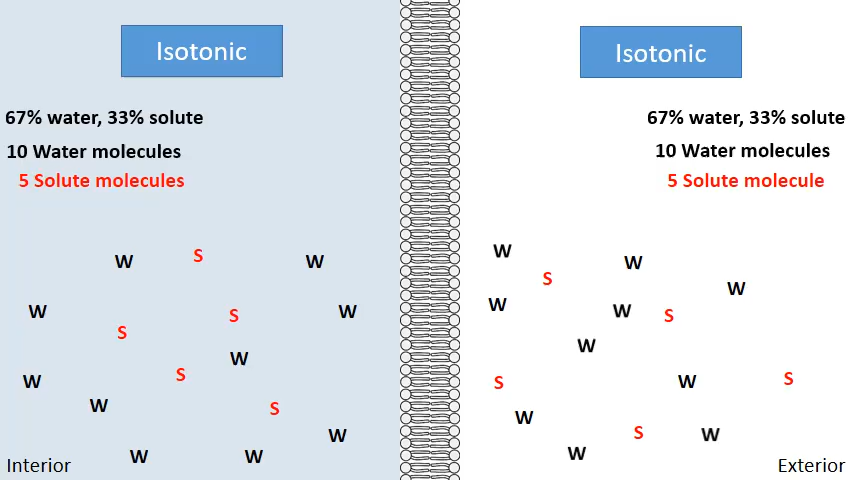 Isotonic
67% water, 33% solute
10 Water molecules
5 Solute molecules
W S W
W S W
S
W
W S
W S
W
W W
Interior
Isotonic
67% water, 33% solute
10 Water molecules
5 Solute molecule
W
W
S W
W W S
W
S W S
W
S W
W
Exterior